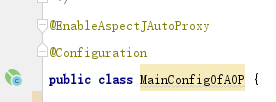 */
@EnableAspectJAutoProxy
@Configuration
public class MainConfigOfAOP {